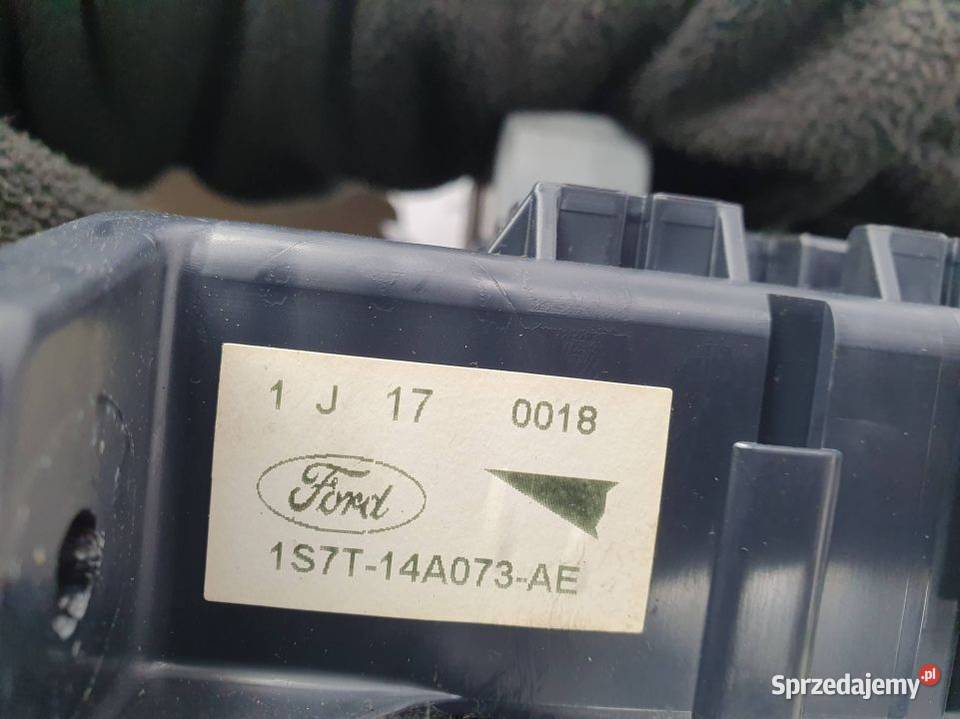 1 J 17 0018
Ford
1S7T-14A073-AE
Sprzedajemy.pl